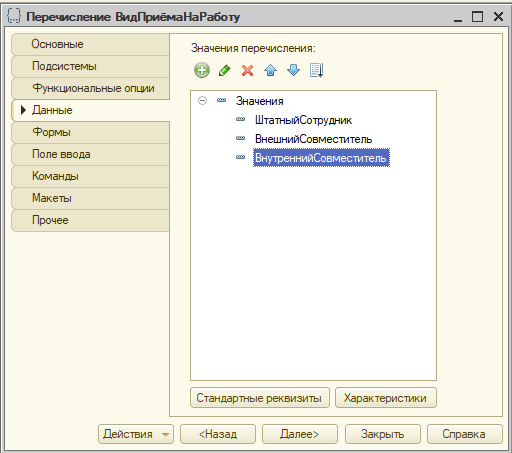 Перечисление ВидПриёмаНаРаботу
Основные
Подсистемы
Функциональные опции
Данные
Формы
Поле ввода
Команды
Макеты
Прочее
Значения перечисления:
Значения
ШтатныйСотрудник
ВнешнийСовместитель
ВнутреннийСовместитель
Стандартные реквизиты
Характеристики
Действия
<Назад
Далее>
Закрыть
Справка